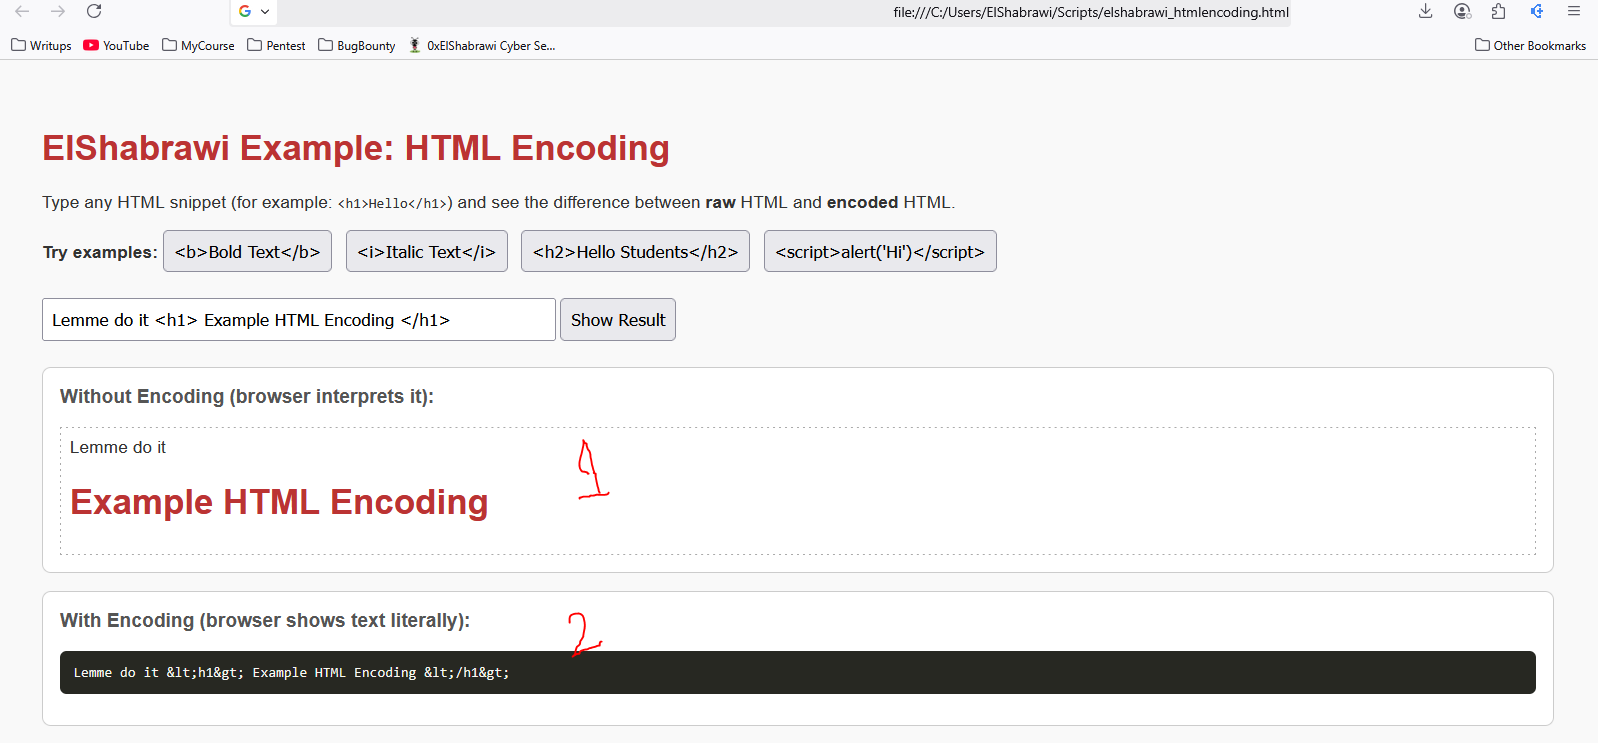 file:///C:/Users/ElShabrawi/Scripts/elshabrawi_htmlencoding.html
Writups YouTube MyCourse Pentest BugBounty 0xElShabrawi Cyber Se... Other Bookmarks
ElShabrawi Example: HTML Encoding
Type any HTML snippet (for example: <h1>Hello</h1>) and see the difference between raw HTML and encoded HTML.
Try examples: <b>Bold Text</b> <i>Italic Text</i> <h2>Hello Students</h2> <script>alert('Hi')</script>
Lemme do it <h1> Example HTML Encoding </h1> Show Result
Without Encoding (browser interprets it):
Lemme do it
1
Example HTML Encoding
With Encoding (browser shows text literally):
2
Lemme do it &lt;h1&gt; Example HTML Encoding &lt;/h1&gt;